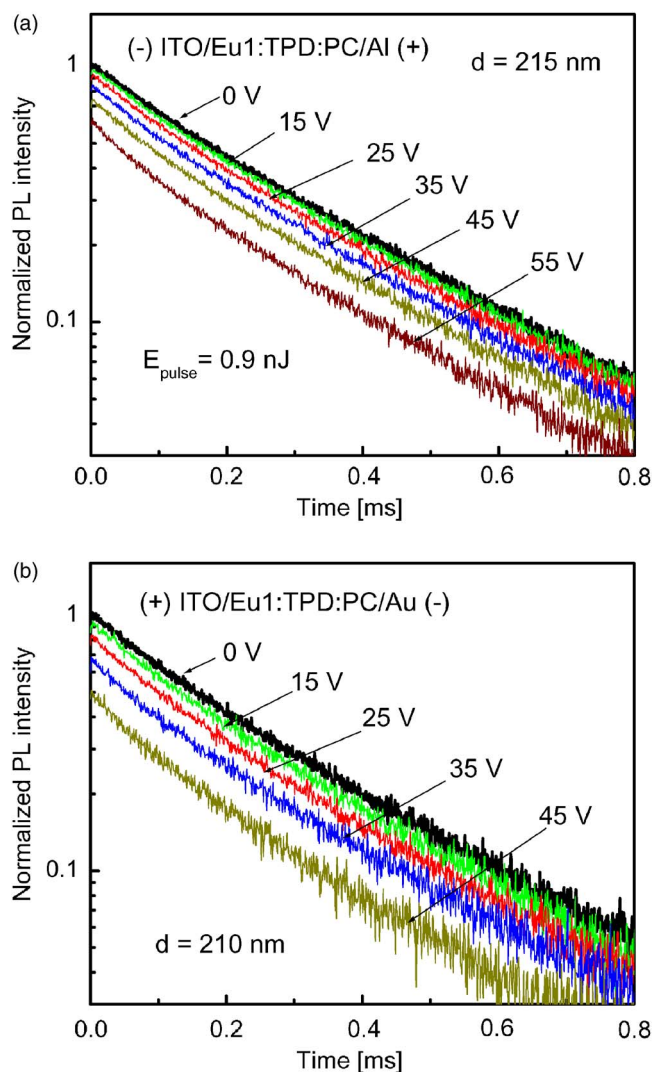 (a)
(-) ITO/Eu1:TPD:PC/Al (+)
d = 215 nm
1
0 V
15 V
25 V
35 V
45 V
55 V
0.1
E_pulse = 0.9 nJ
Normalized PL intensity
0.0 0.2 0.4 0.6 0.8
Time [ms]
(b)
(+) ITO/Eu1:TPD:PC/Au (-)
1
0 V
15 V
25 V
35 V
45 V
0.1
d = 210 nm
Normalized PL intensity
0.0 0.2 0.4 0.6 0.8
Time [ms]